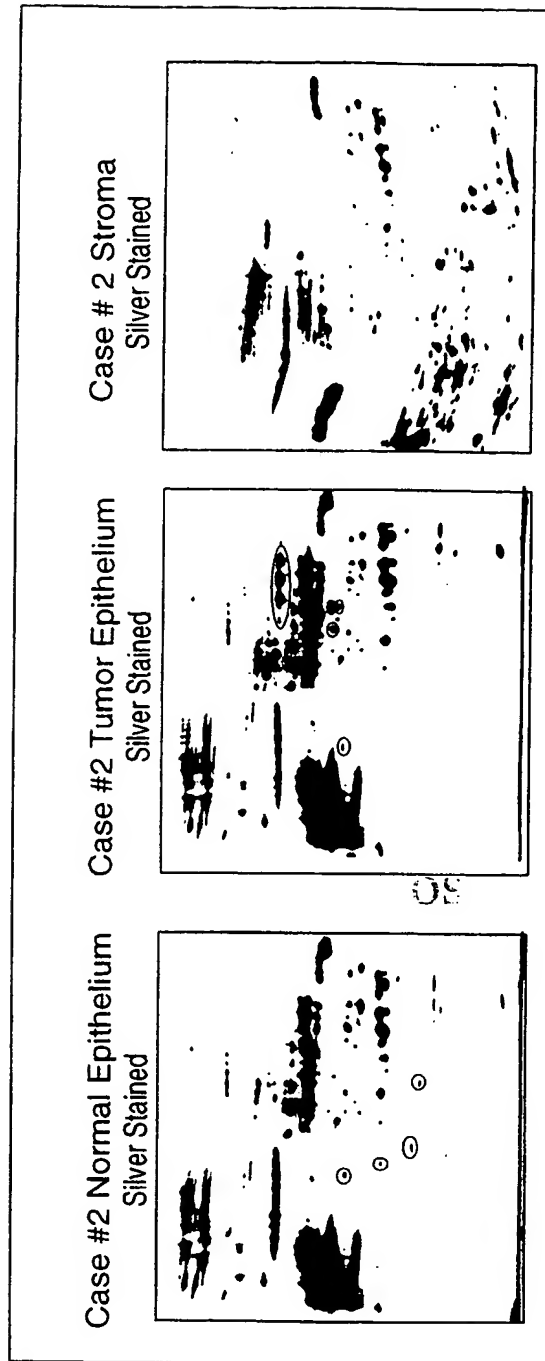 Case #2 Normal Epithelium
Silver Stained
Case #2 Tumor Epithelium
Silver Stained
Case # 2 Stroma
Silver Stained